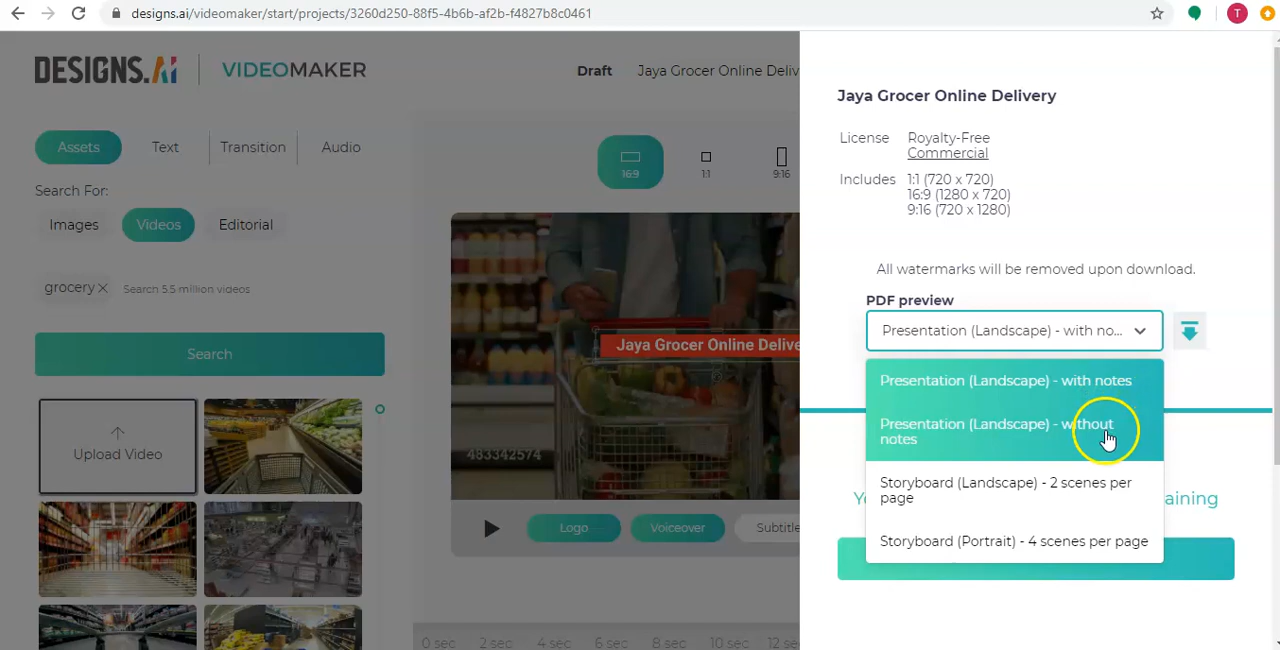 designs.ai/videomaker/start/projects/3260d250-88f5-4b6b-af2b-f4827b8c0461
T
DESIGNS.Ai
VIDEOMAKER
Draft
Jaya Grocer Online Deliv
Assets
Text
Transition
Audio
Search For:
Images
Videos
Editorial
grocery
Search 5.5 million videos
Search
Upload Video
16:9
1:1
9:16
Jaya Grocer Online Delivery
483342574
Logo
Voiceover
Subtitle
0 sec
2 sec
4 sec
6 sec
8 sec
10 sec
12 sec
Jaya Grocer Online Delivery
License
Royalty-Free
Commercial
Includes
1:1 (720 x 720)
16:9 (1280 x 720)
9:16 (720 x 1280)
All watermarks will be removed upon download.
PDF preview
Presentation (Landscape) - with no...
Presentation (Landscape) - with notes
Presentation (Landscape) - without
notes
Storyboard (Landscape) - 2 scenes per
page
Storyboard (Portrait) - 4 scenes per page